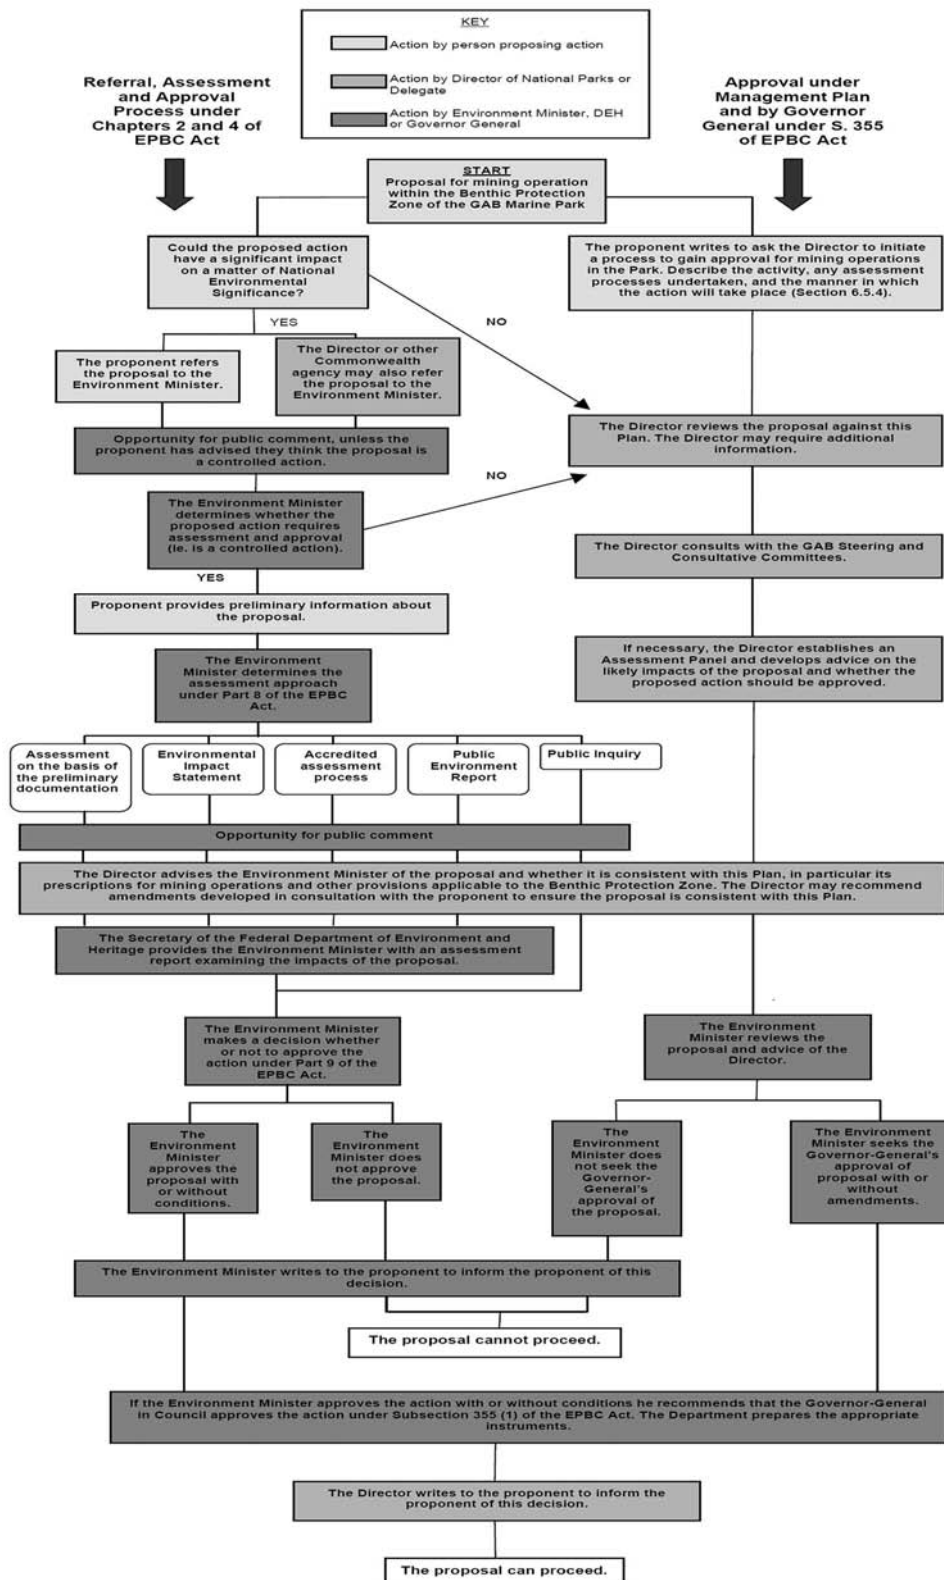 KEY
Action by person proposing action
Action by Director of National Parks or
Delegate
Action by Environment Minister, DEH
or Governor General
Referral, Assessment
and Approval
Process under
Chapters 2 and 4 of
EPBC Act
Approval under
Management Plan
and by Governor
General under S. 355
of EPBC Act
START
Proposal for mining operation
within the Benthic Protection
Zone of the GAB Marine Park
Could the proposed action
have a significant impact
on a matter of National
Environmental
Significance?
The proponent writes to ask the Director to initiate
a process to gain approval for mining operations
in the Park. Describe the activity, any assessment
processes undertaken, and the manner in which
the action will take place (Section 6.5.4).
YES
NO
The proponent refers
the proposal to the
Environment Minister.
The Director or other
Commonwealth
agency may also refer
the proposal to the
Environment Minister.
Opportunity for public comment, unless the
proponent has advised they think the proposal is
a controlled action.
The Director reviews the proposal against this
Plan. The Director may require additional
information.
NO
The Environment Minister
determines whether the
proposed action requires
assessment and approval
(ie. is a controlled action).
The Director consults with the GAB Steering and
Consultative Committees.
YES
Proponent provides preliminary information about
the proposal.
If necessary, the Director establishes an
Assessment Panel and develops advice on the
likely impacts of the proposal and whether the
proposed action should be approved.
The Environment
Minister determines the
assessment approach
under Part 8 of the EPBC
Act.
Assessment
on the basis of
the preliminary
documentation
Environmental
Impact
Statement
Accredited
assessment
process
Public
Environment
Report
Public Inquiry
Opportunity for public comment
The Director advises the Environment Minister of the proposal and whether it is consistent with this Plan, in particular its
prescriptions for mining operations and other provisions applicable to the Benthic Protection Zone. The Director may recommend
amendments developed in consultation with the proponent to ensure the proposal is consistent with this Plan.
The Secretary of the Federal Department of Environment and
Heritage provides the Environment Minister with an assessment
report examining the impacts of the proposal.
The Environment Minister
makes a decision whether
or not to approve the
action under Part 9 of the
EPBC Act.
The Environment
Minister reviews the
proposal and advice of the
Director.
The
Environment
Minister
approves the
proposal with
or without
conditions.
The
Environment
Minister does
not approve
the proposal.
The
Environment
Minister does
not seek the
Governor-
General's
approval of
the proposal.
The Environment
Minister seeks the
Governor-General's
approval of
proposal with or
without
amendments.
The Environment Minister writes to the proponent to inform the proponent of this
decision.
The proposal cannot proceed.
If the Environment Minister approves the action with or without conditions he recommends that the Governor-General
in Council approves the action under Subsection 355 (1) of the EPBC Act. The Department prepares the appropriate
instruments.
The Director writes to the proponent to inform the
proponent of this decision.
The proposal can proceed.